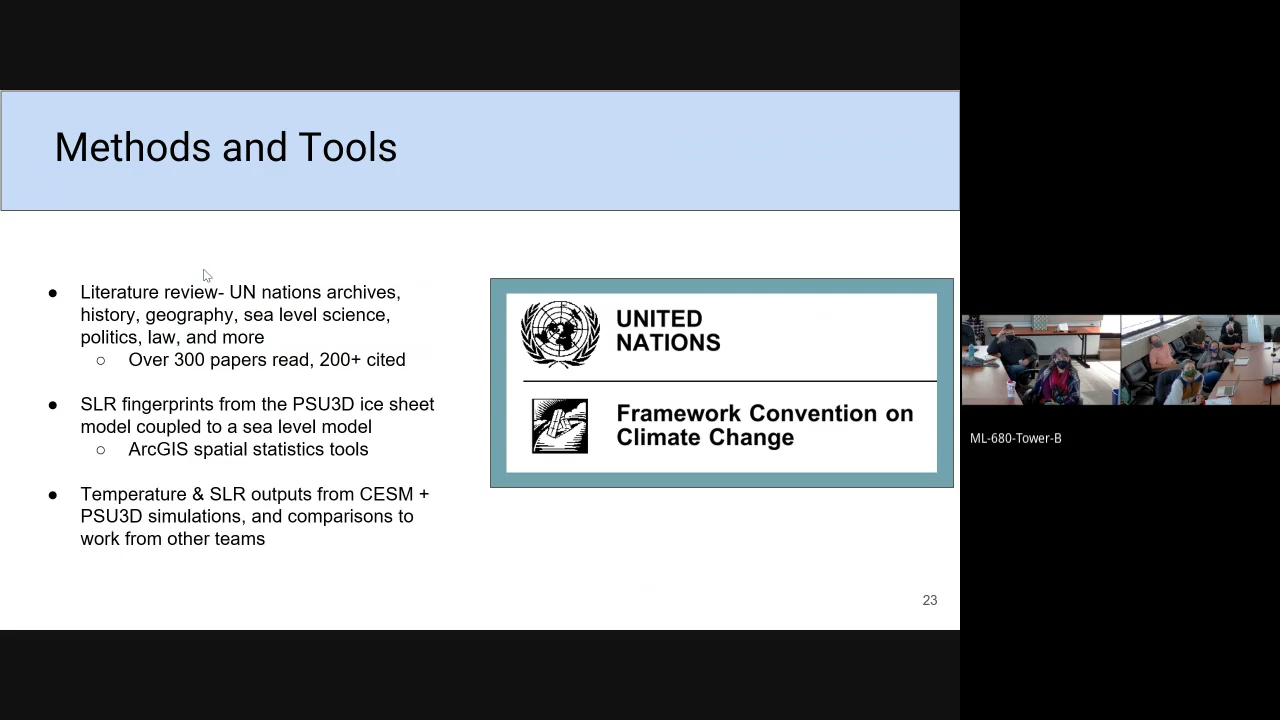 Methods and Tools
● Literature review- UN nations archives,
history, geography, sea level science,
politics, law, and more
○ Over 300 papers read, 200+ cited
● SLR fingerprints from the PSU3D ice sheet
model coupled to a sea level model
○ ArcGIS spatial statistics tools
● Temperature & SLR outputs from CESM +
PSU3D simulations, and comparisons to
work from other teams
UNITED
NATIONS
Framework Convention on
Climate Change
23
ML-680-Tower-B